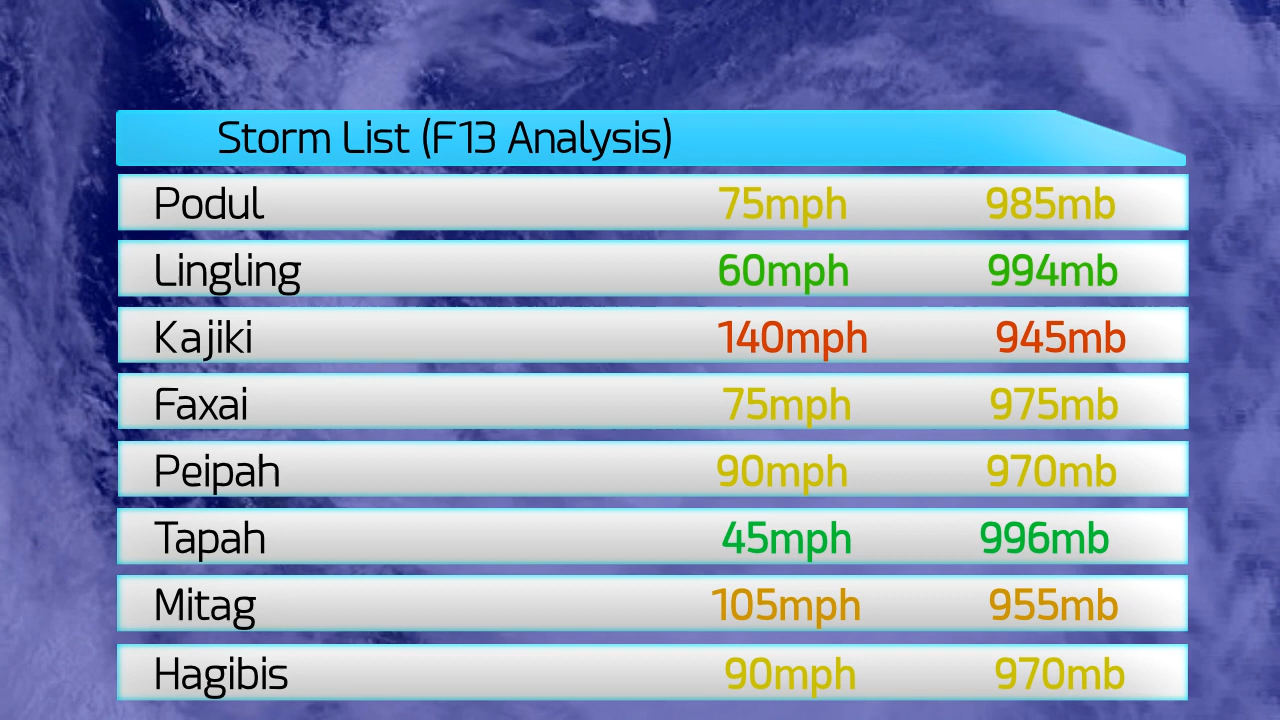 Storm List (F13 Analysis)
Podul 75mph 985mb
Lingling 60mph 994mb
Kajiki 140mph 945mb
Faxai 75mph 975mb
Peipah 90mph 970mb
Tapah 45mph 996mb
Mitag 105mph 955mb
Hagibis 90mph 970mb